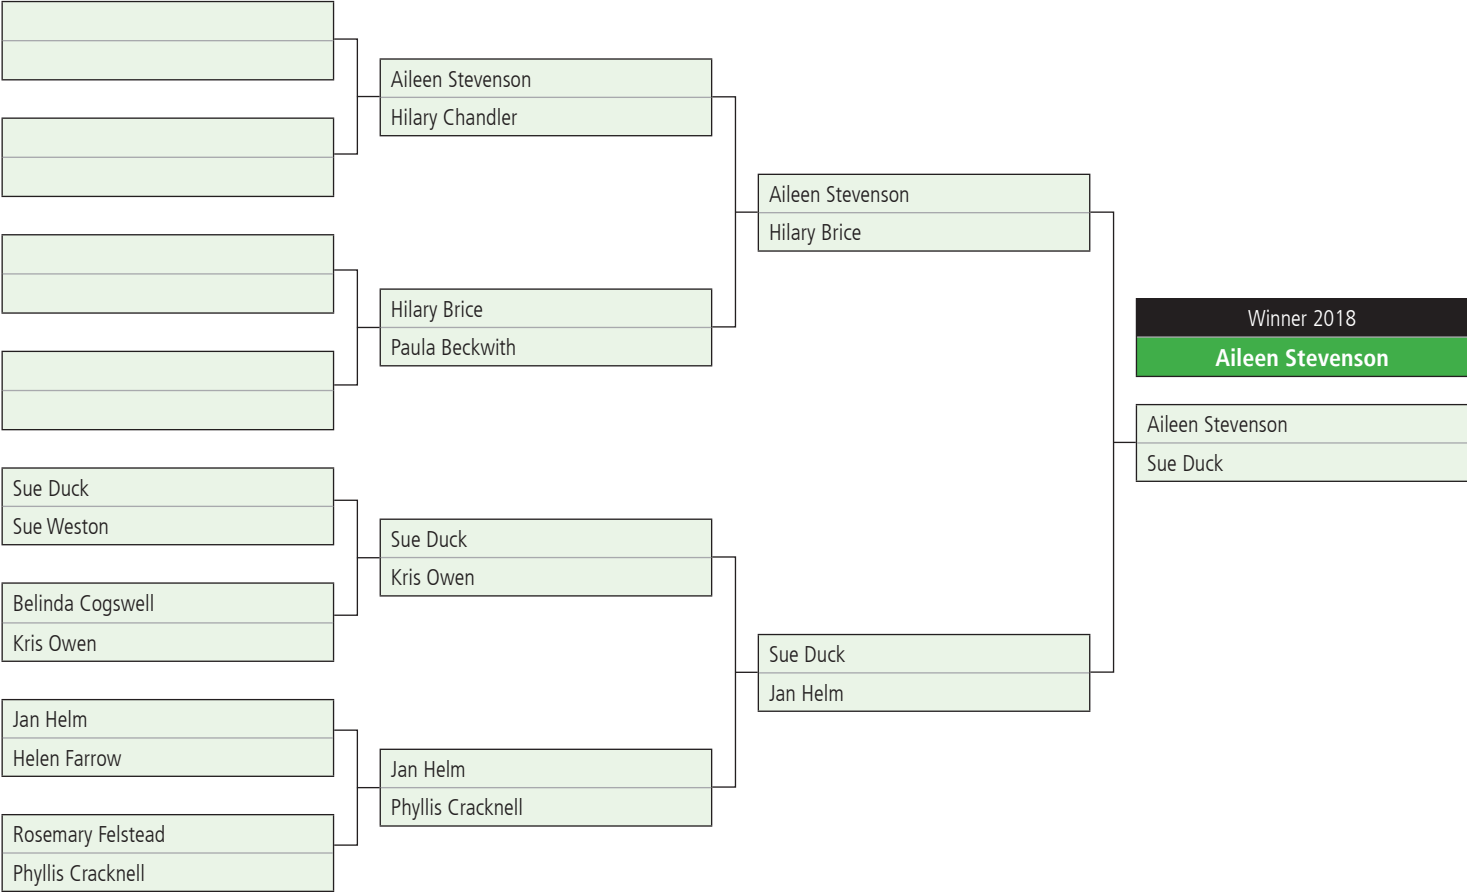 Aileen Stevenson
Hilary Chandler
Aileen Stevenson
Hilary Brice
Hilary Brice
Paula Beckwith
Winner 2018
Aileen Stevenson
Aileen Stevenson
Sue Duck
Sue Duck
Sue Weston
Sue Duck
Kris Owen
Belinda Cogswell
Kris Owen
Sue Duck
Jan Helm
Jan Helm
Helen Farrow
Jan Helm
Phyllis Cracknell
Rosemary Felstead
Phyllis Cracknell